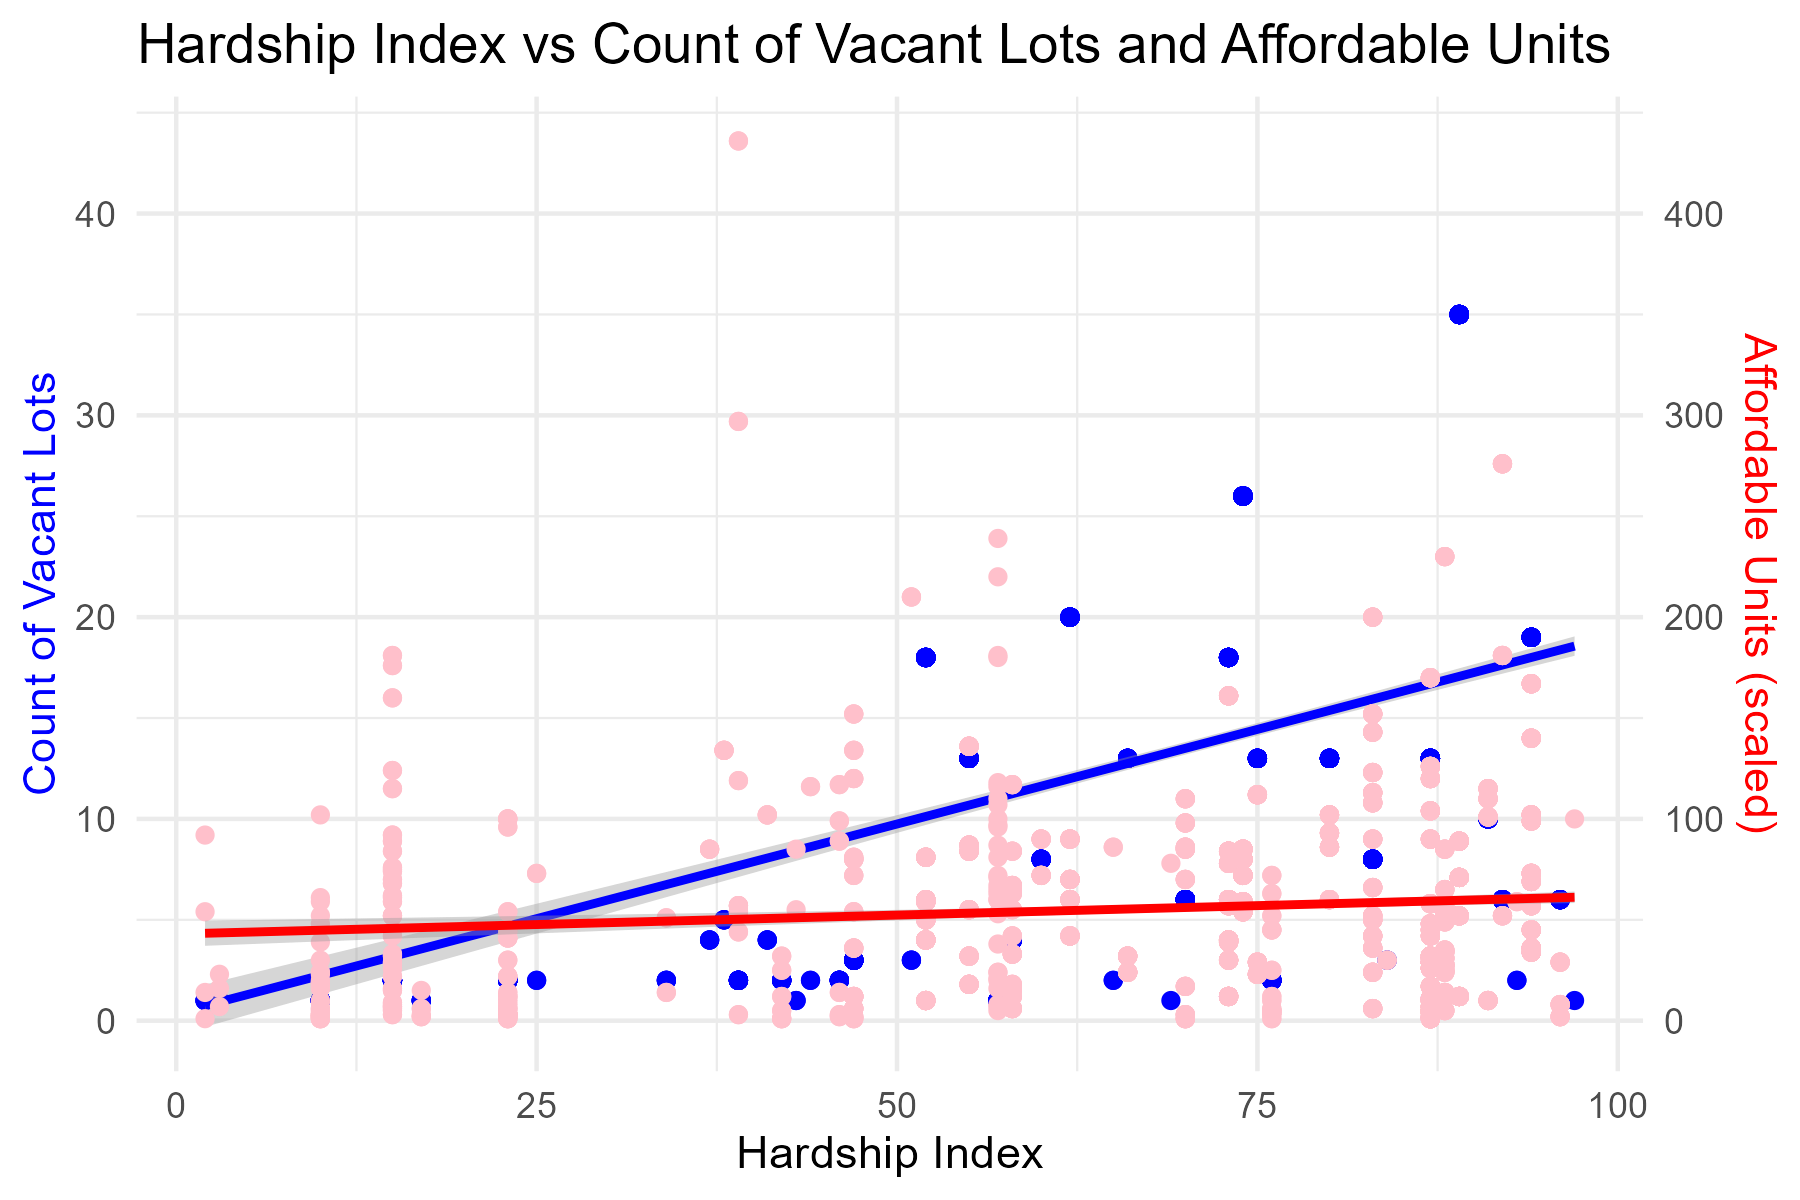 Hardship Index vs Count of Vacant Lots and Affordable Units
Count of Vacant Lots
40
30
20
10
0
400
300
200
100
0
Affordable Units (scaled)
0 25 50 75 100
Hardship Index